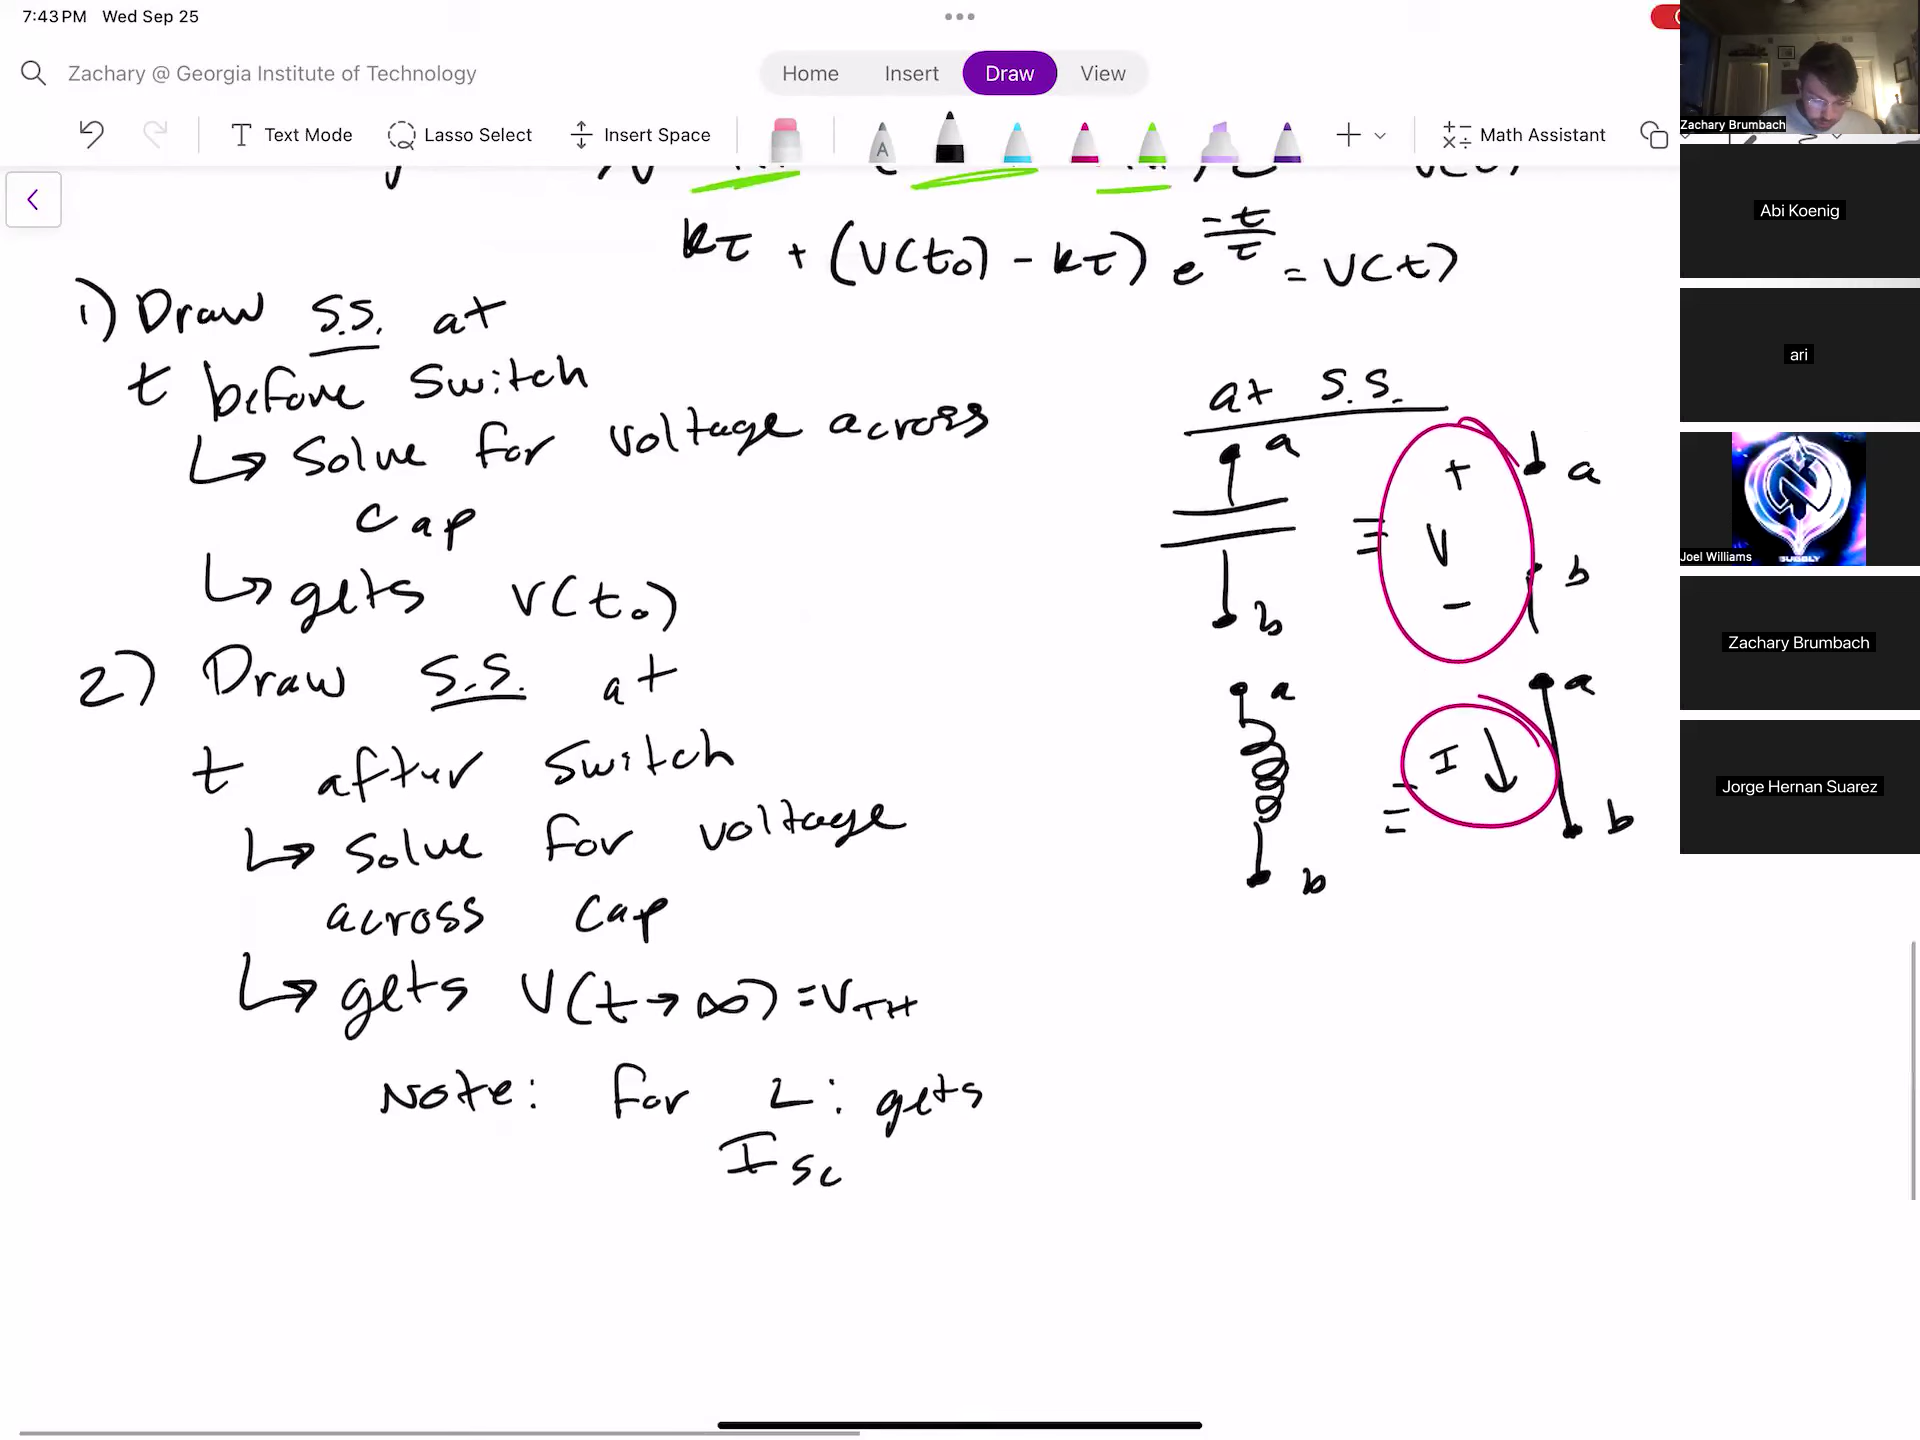 7:43 PM Wed Sep 25
Zachary @ Georgia Institute of Technology
Home Insert Draw View
Text Mode Lasso Select Insert Space Math Assistant
kτ + (V(t₀) - kτ) e^(-t/τ) = V(t)
1) Draw S.S. at
t before switch
↳ Solve for voltage across
cap
↳ gets V(t₀)
2) Draw S.S. at
t after switch
↳ Solve for voltage
across cap
↳ gets V(t→∞) = V_TH
Note: for L: gets
I_SC
at S.S.
a
b
≡
+
V
-
a
b
a
b
≡
I ↓
a
b
Zachary Brumbach
Abi Koenig
ari
Joel Williams
Zachary Brumbach
Jorge Hernan Suarez